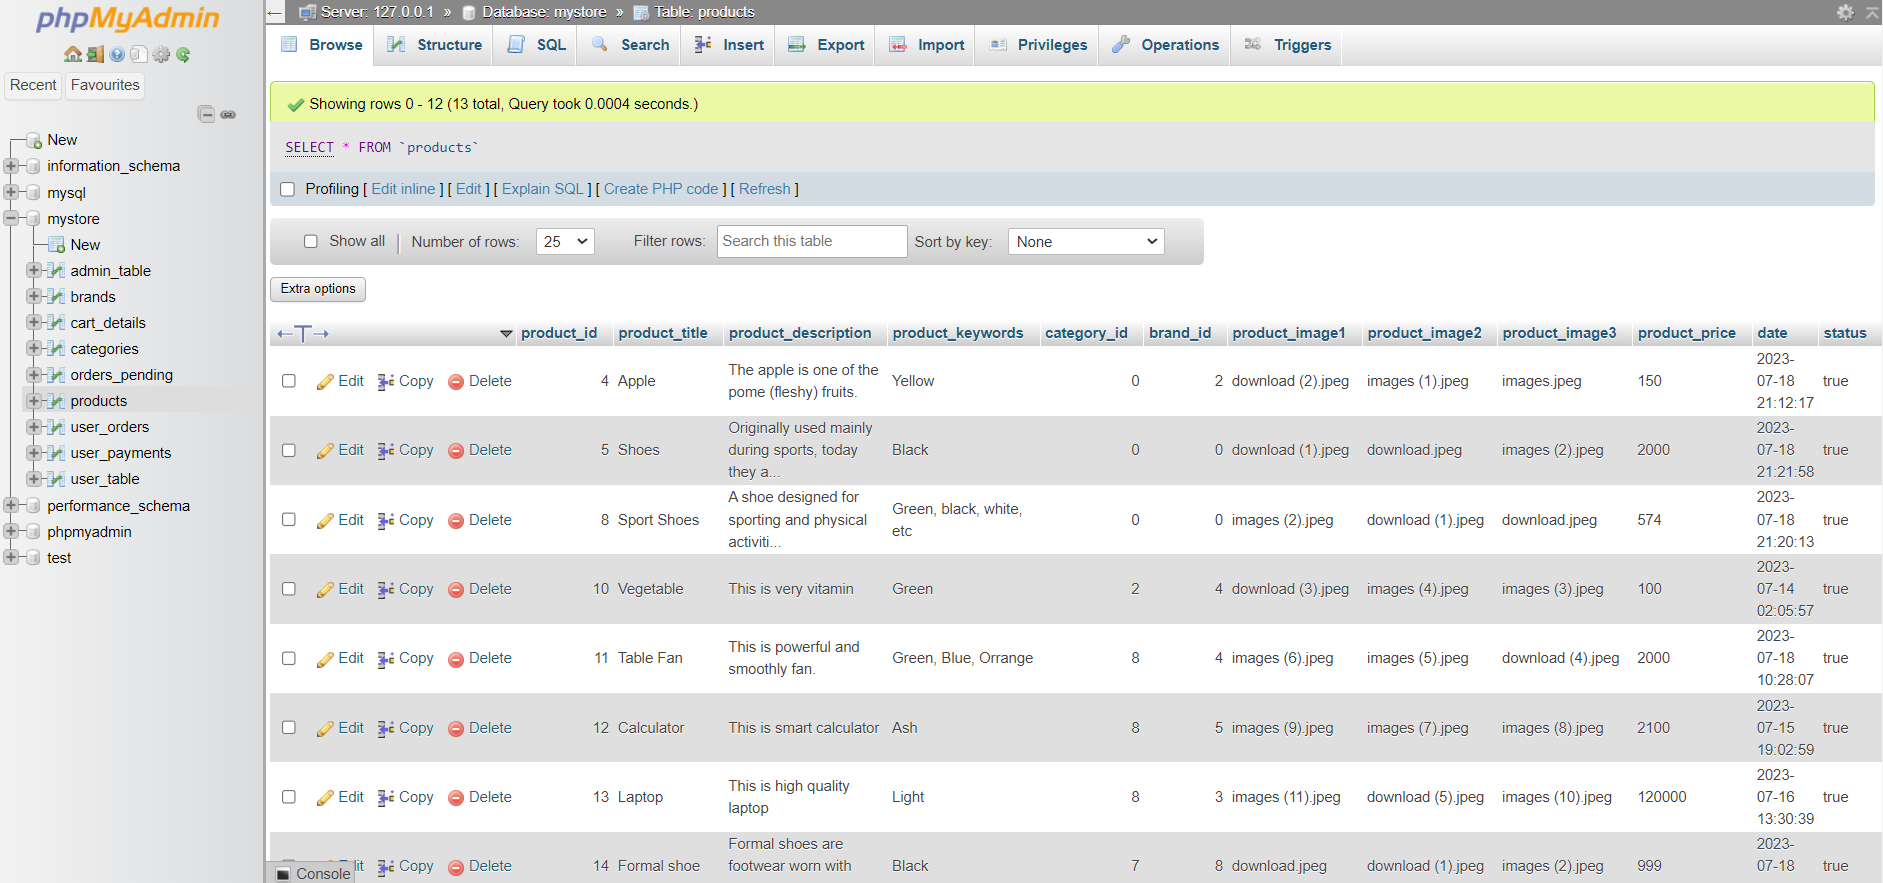 phpMyAdmin
Recent Favourites
New
information_schema
mysql
mystore
New
admin_table
brands
cart_details
categories
orders_pending
products
user_orders
user_payments
user_table
performance_schema
phpmyadmin
test
Server: 127.0.0.1 » Database: mystore » Table: products
Browse Structure SQL Search Insert Export Import Privileges Operations Triggers
Showing rows 0 - 12 (13 total, Query took 0.0004 seconds.)
SELECT * FROM `products`
Profiling [ Edit inline ] [ Edit ] [ Explain SQL ] [ Create PHP code ] [ Refresh ]
Show all | Number of rows: 25 Filter rows: Search this table Sort by key: None
Extra options
←T→ product_id product_title product_description product_keywords category_id brand_id product_image1 product_image2 product_image3 product_price date status
Edit Copy Delete 4 Apple The apple is one of the pome (fleshy) fruits. Yellow 0 2 download (2).jpeg images (1).jpeg images.jpeg 150 2023-07-18 21:12:17 true
Edit Copy Delete 5 Shoes Originally used mainly during sports, today they a... Black 0 0 download (1).jpeg download.jpeg images (2).jpeg 2000 2023-07-18 21:21:58 true
Edit Copy Delete 8 Sport Shoes A shoe designed for sporting and physical activiti... Green, black, white, etc 0 0 images (2).jpeg download (1).jpeg download.jpeg 574 2023-07-18 21:20:13 true
Edit Copy Delete 10 Vegetable This is very vitamin Green 2 4 download (3).jpeg images (4).jpeg images (3).jpeg 100 2023-07-14 02:05:57 true
Edit Copy Delete 11 Table Fan This is powerful and smoothly fan. Green, Blue, Orrange 8 4 images (6).jpeg images (5).jpeg download (4).jpeg 2000 2023-07-18 10:28:07 true
Edit Copy Delete 12 Calculator This is smart calculator Ash 8 5 images (9).jpeg images (7).jpeg images (8).jpeg 2100 2023-07-15 19:02:59 true
Edit Copy Delete 13 Laptop This is high quality laptop Light 8 3 images (11).jpeg download (5).jpeg images (10).jpeg 120000 2023-07-16 13:30:39 true
Copy Delete 14 Formal shoe Formal shoes are footwear worn with Black 7 8 download.jpeg download (1).jpeg images (2).jpeg 999 2023-07-18 true
Console